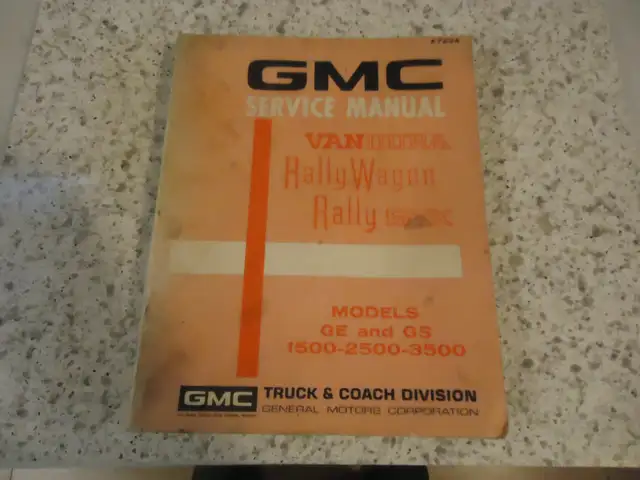 GMC
SERVICE MANUAL
VANDURA
Rally Wagon
Rally
MODELS
GE and GS
1500-2500-3500
GMC
TRUCK & COACH DIVISION
GENERAL MOTORS CORPORATION